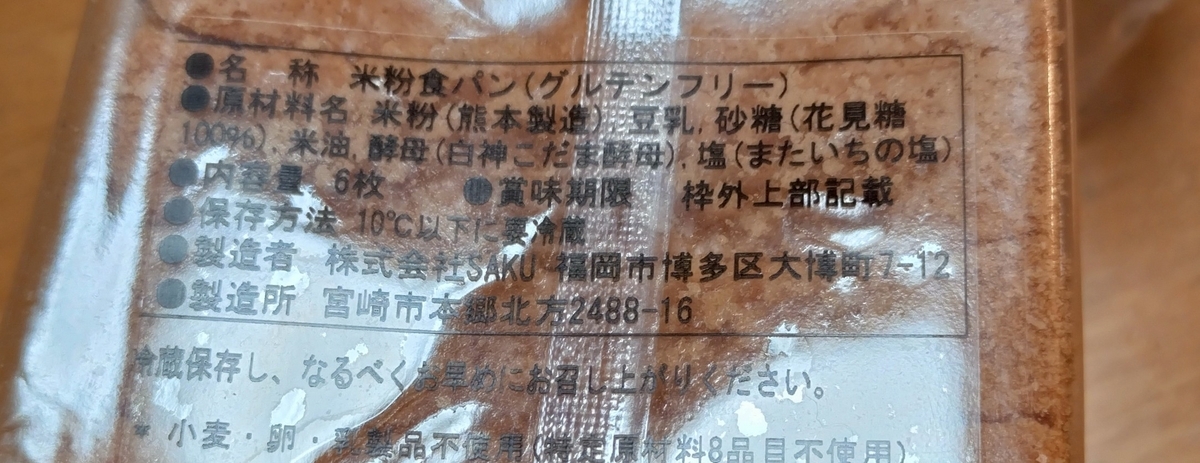 ●名　称　米粉食パン(グルテンフリー)
●原材料名 米粉(熊本製造), 豆乳, 砂糖(花見糖
100%), 米油, 酵母(白神こだま酵母), 塩(またいちの塩)
●内容量　6枚　●賞味期限　枠外上部記載
●保存方法　10℃以下に要冷蔵
●製造者　株式会社SAKU 福岡市博多区大博町7-12
●製造所　宮崎市本郷北方2488-16
冷蔵保存し、なるべくお早めにお召し上がりください。
* 小麦・卵・乳製品不使用(特定原材料8品目不使用)